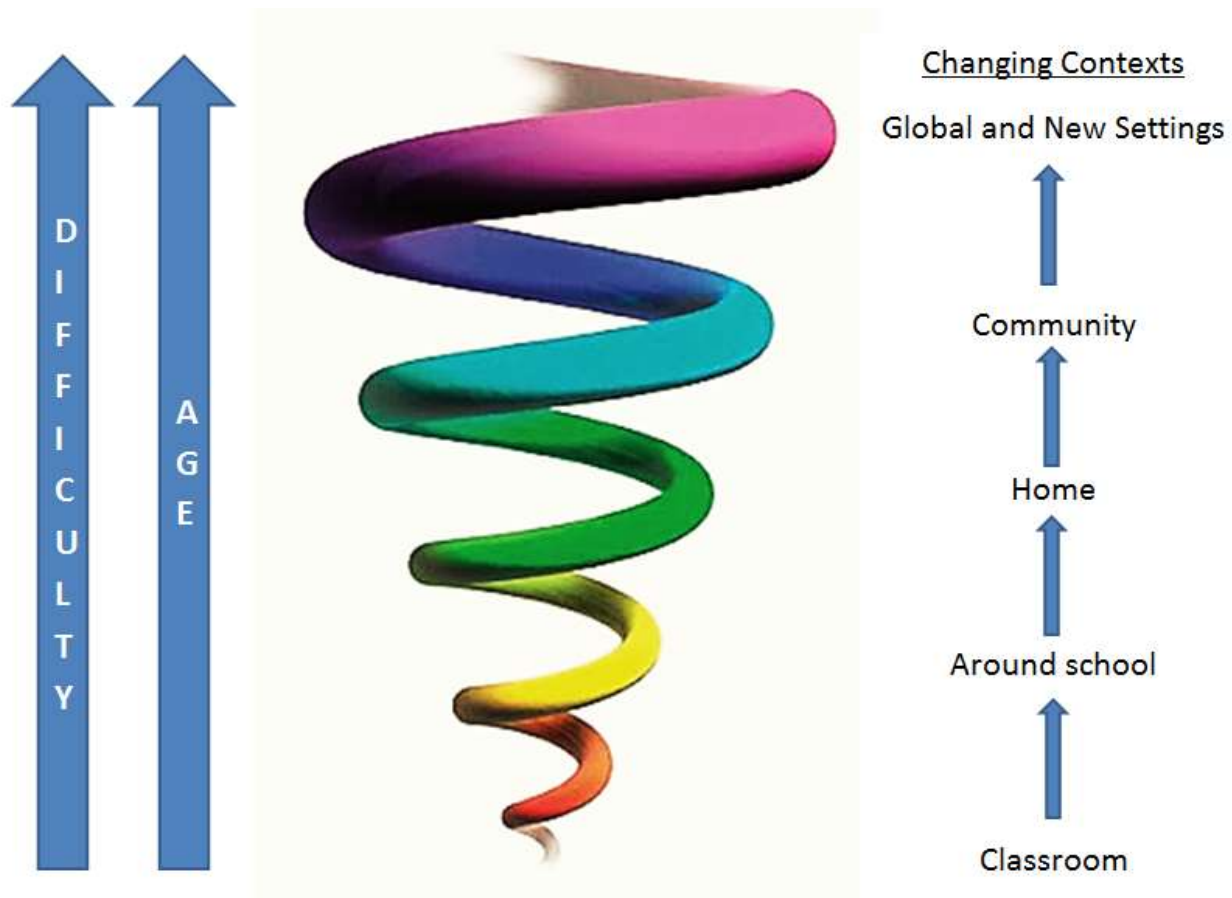 DIFFICULTY
AGE
Changing Contexts
Global and New Settings
Community
Home
Around school
Classroom